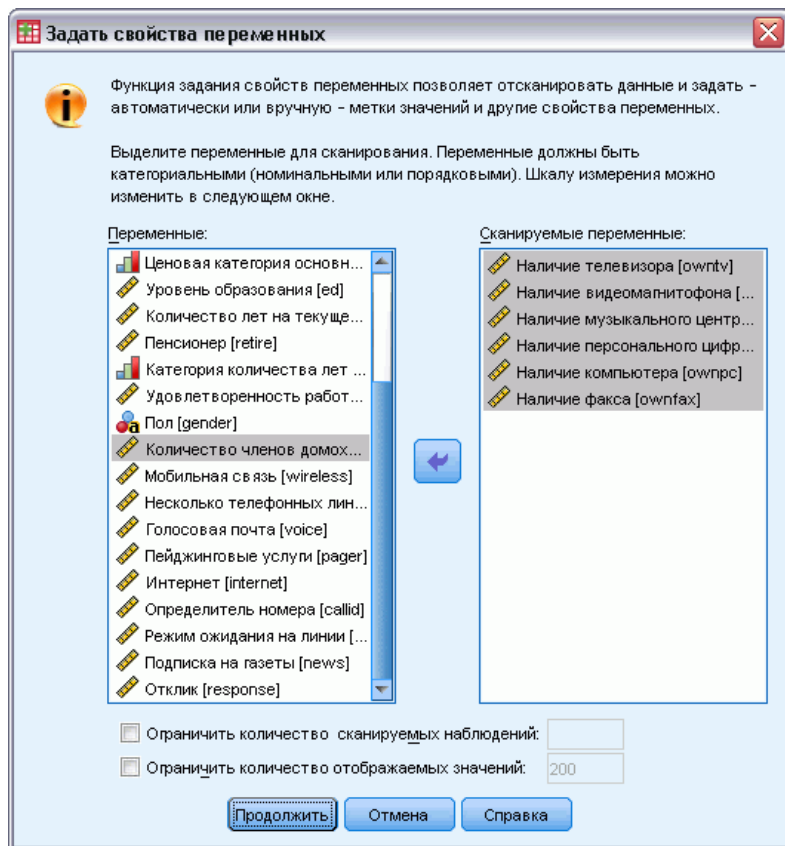 Задать свойства переменных
Функция задания свойств переменных позволяет отсканировать данные и задать -
автоматически или вручную - метки значений и другие свойства переменных.
Выделите переменные для сканирования. Переменные должны быть
категориальными (номинальными или порядковыми). Шкалу измерения можно
изменить в следующем окне.
Переменные:
Ценовая категория основн...
Уровень образования [ed]
Количество лет на текуще...
Пенсионер [retire]
Категория количества лет ...
Удовлетворенность работ...
Пол [gender]
Количество членов домох...
Мобильная связь [wireless]
Несколько телефонных лин...
Голосовая почта [voice]
Пейджинговые услуги [pager]
Интернет [internet]
Определитель номера [callid]
Режим ожидания на линии [...
Подписка на газеты [news]
Отклик [response]
Сканируемые переменные:
Наличие телевизора [owntv]
Наличие видеомагнитофона [...
Наличие музыкального центр...
Наличие персонального цифр...
Наличие компьютера [ownpc]
Наличие факса [ownfax]
Ограничить количество сканируемых наблюдений:
Ограничить количество отображаемых значений: 200
Продолжить Отмена Справка